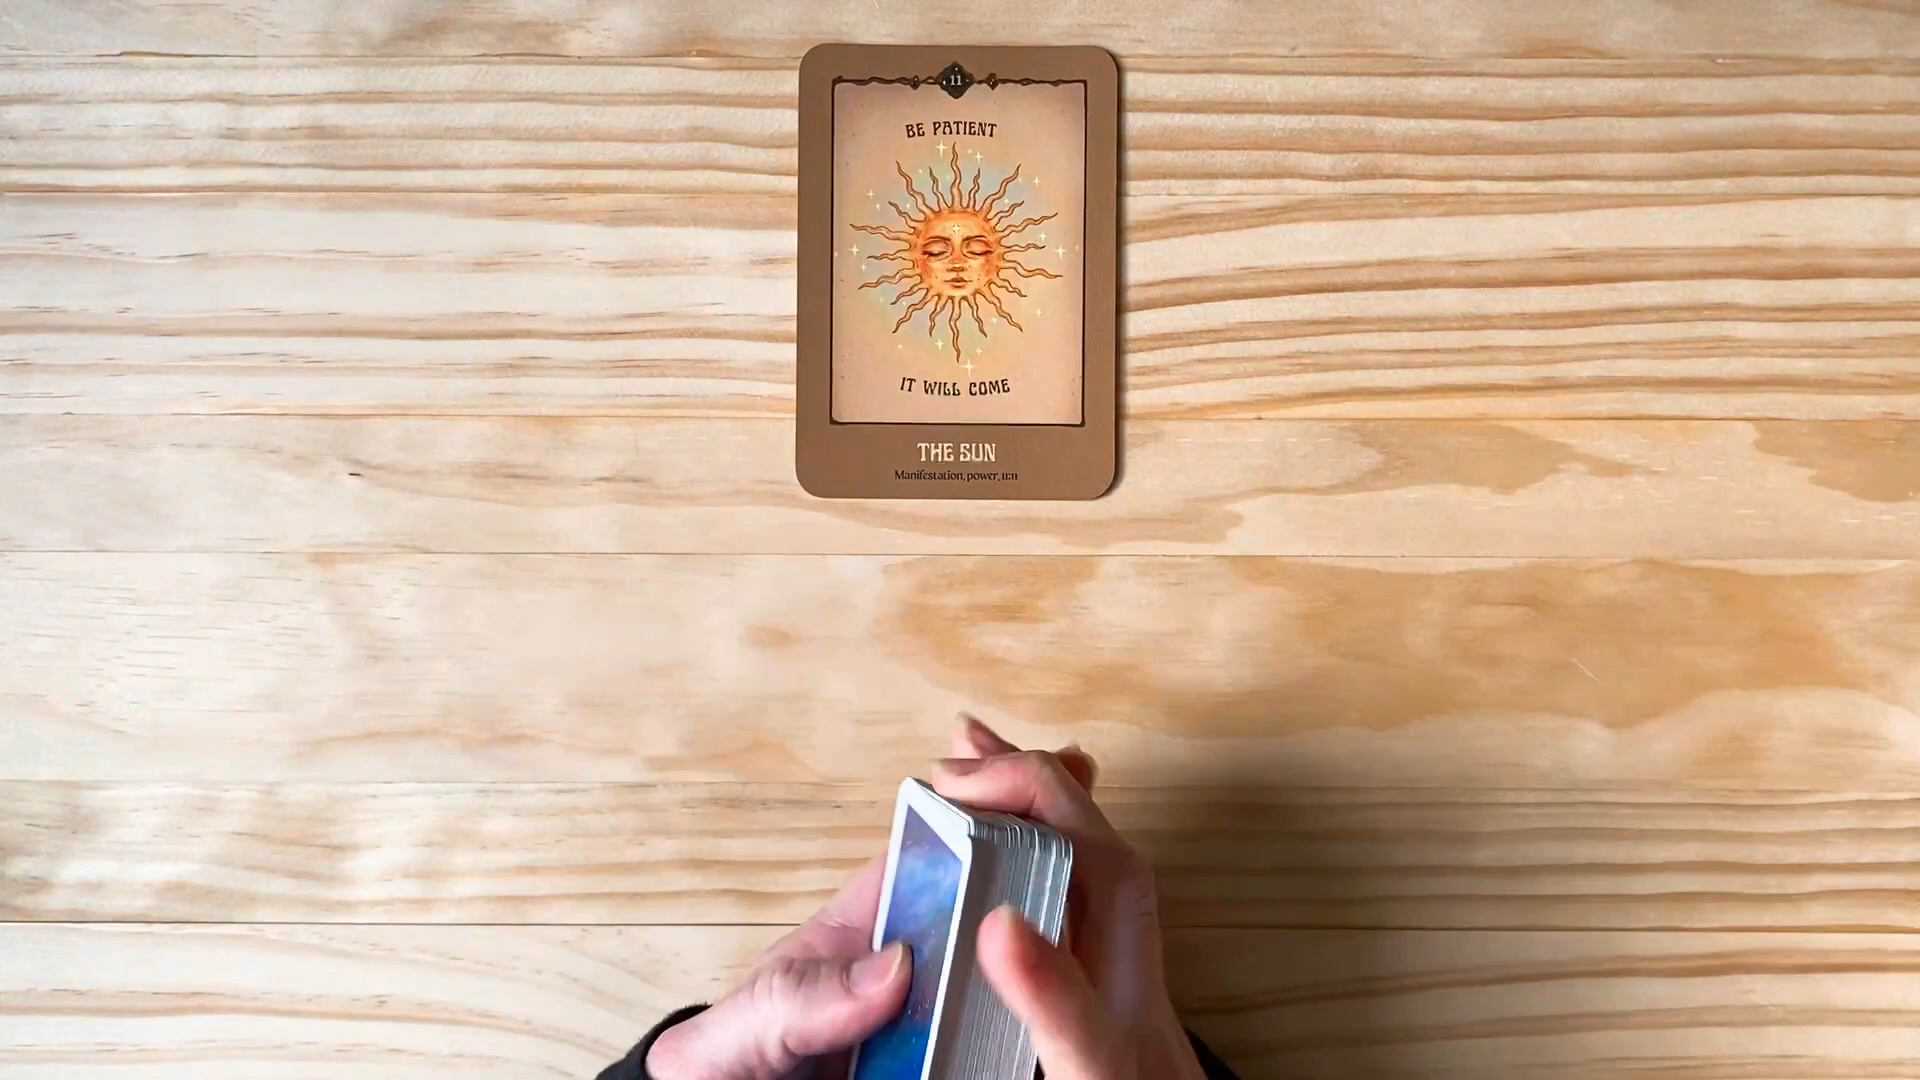 11
BE PATIENT
IT WILL COME
THE SUN
Manifestation, power, 11:11